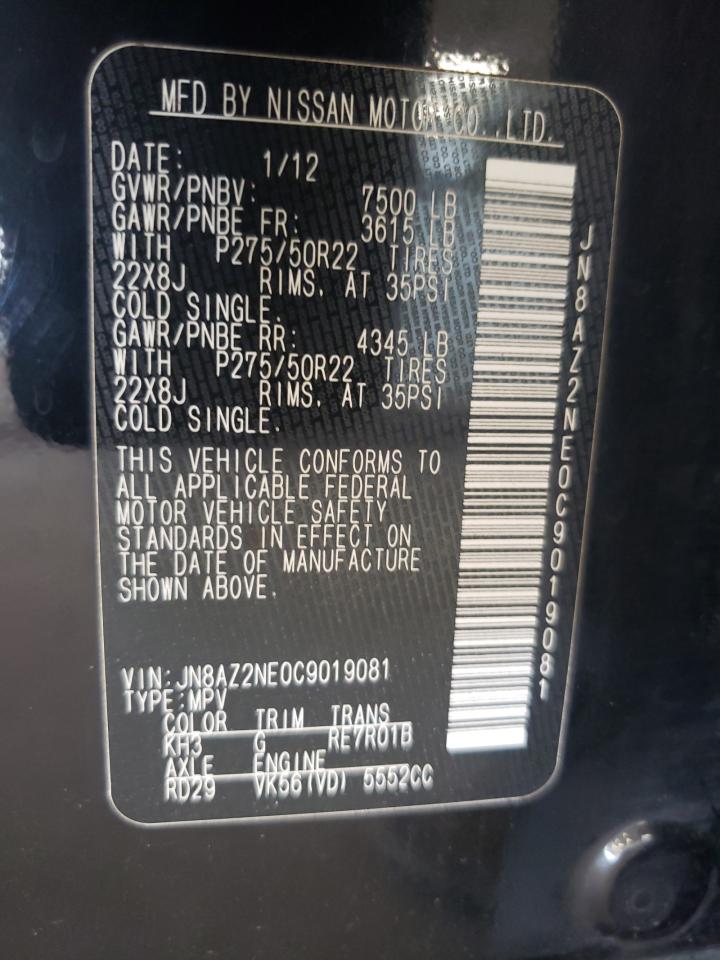 MFD BY NISSAN MOTOR CO.,LTD.
DATE: 1/12
GVWR/PNBV: 7500 LB
GAWR/PNBE FR: 3615 LB
WITH P275/50R22 TIRES
22X8J RIMS, AT 35PSI
COLD SINGLE.
GAWR/PNBE RR: 4345 LB
WITH P275/50R22 TIRES
22X8J RIMS, AT 35PSI
COLD SINGLE.
THIS VEHICLE CONFORMS TO
ALL APPLICABLE FEDERAL
MOTOR VEHICLE SAFETY
STANDARDS IN EFFECT ON
THE DATE OF MANUFACTURE
SHOWN ABOVE.
VIN:JN8AZ2NE0C9019081
TYPE:MPV
COLOR TRIM TRANS
KH3 G RE7R01B
AXLE ENGINE
RD29 VK56(VD) 5552CC
JN8AZ2NE0C9019081